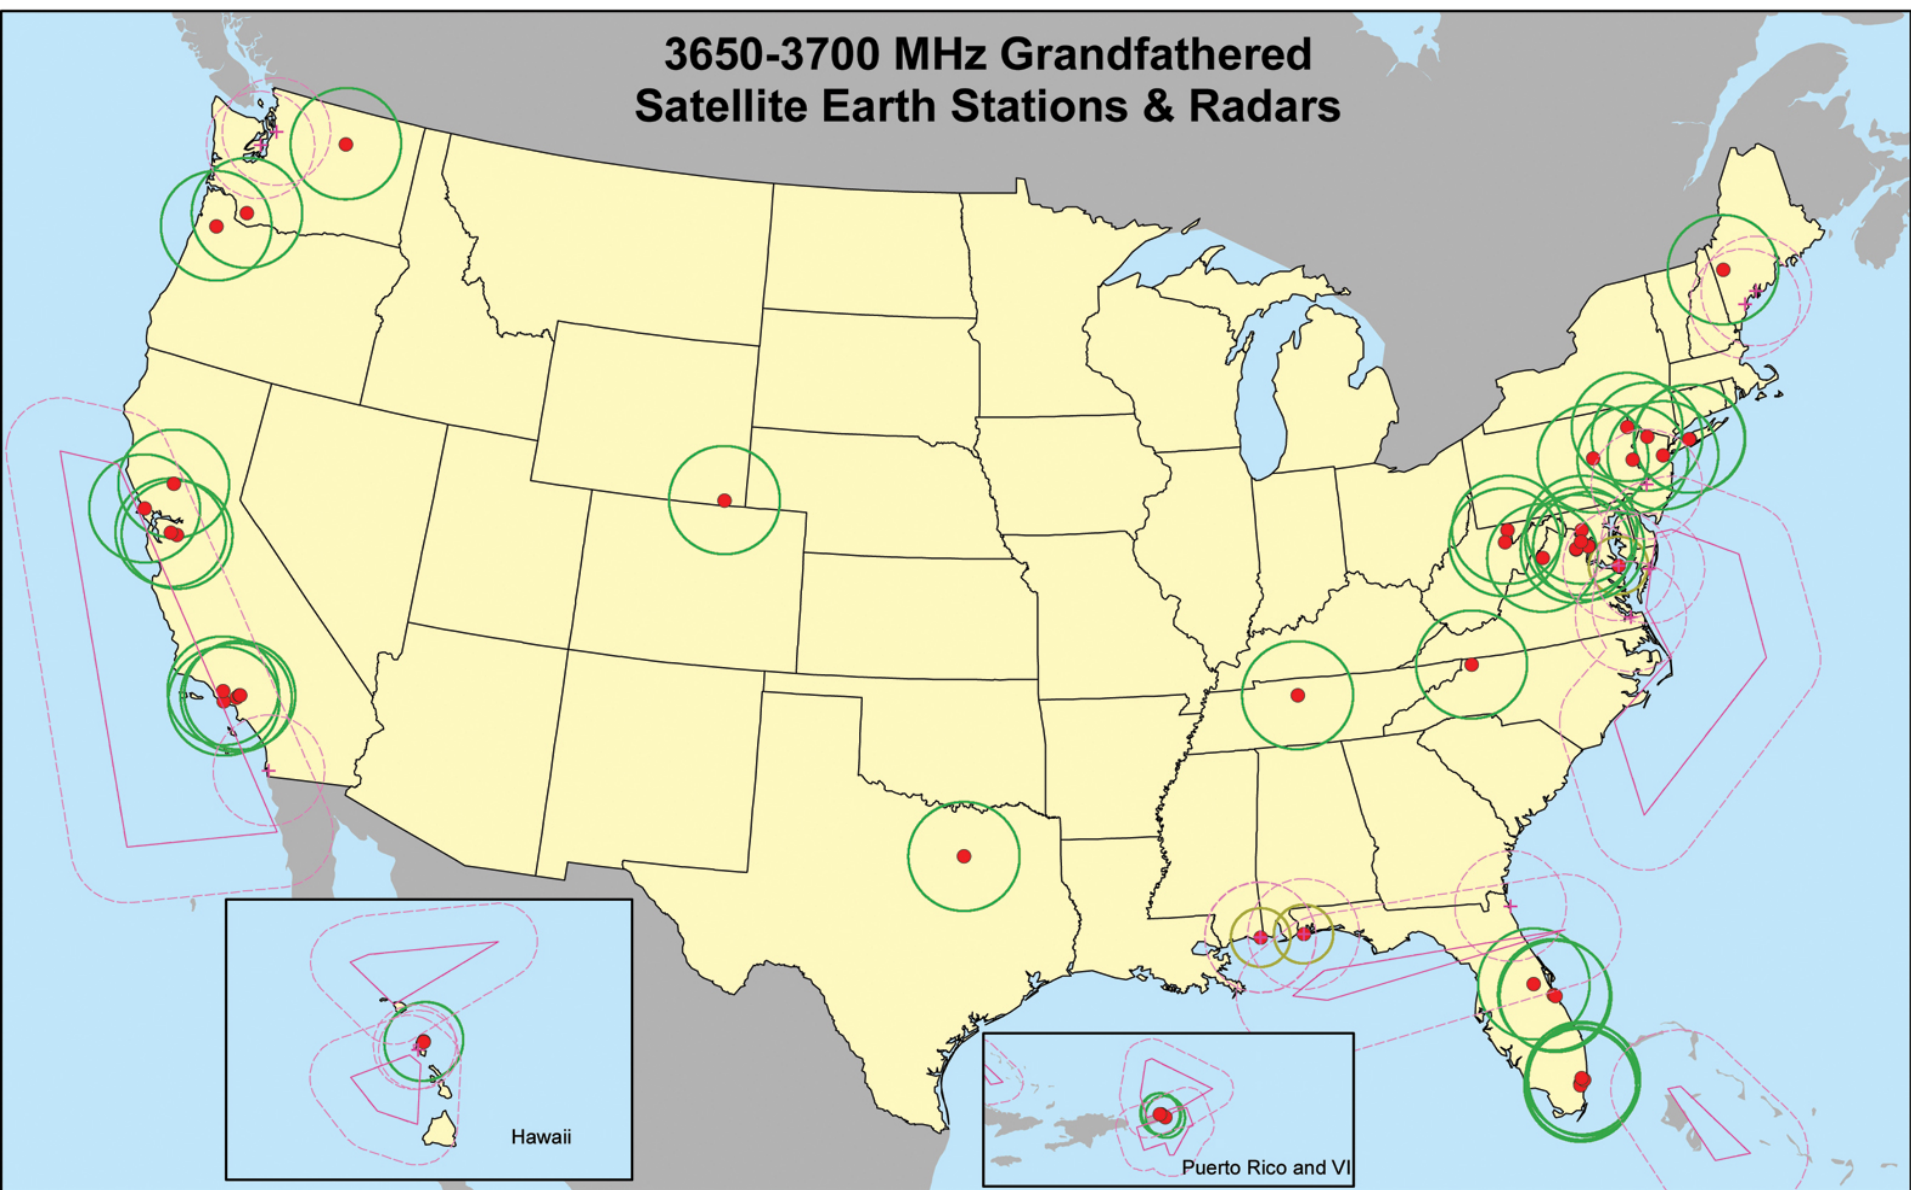 3650-3700 MHz Grandfathered
Satellite Earth Stations & Radars
Hawaii
Puerto Rico and VI